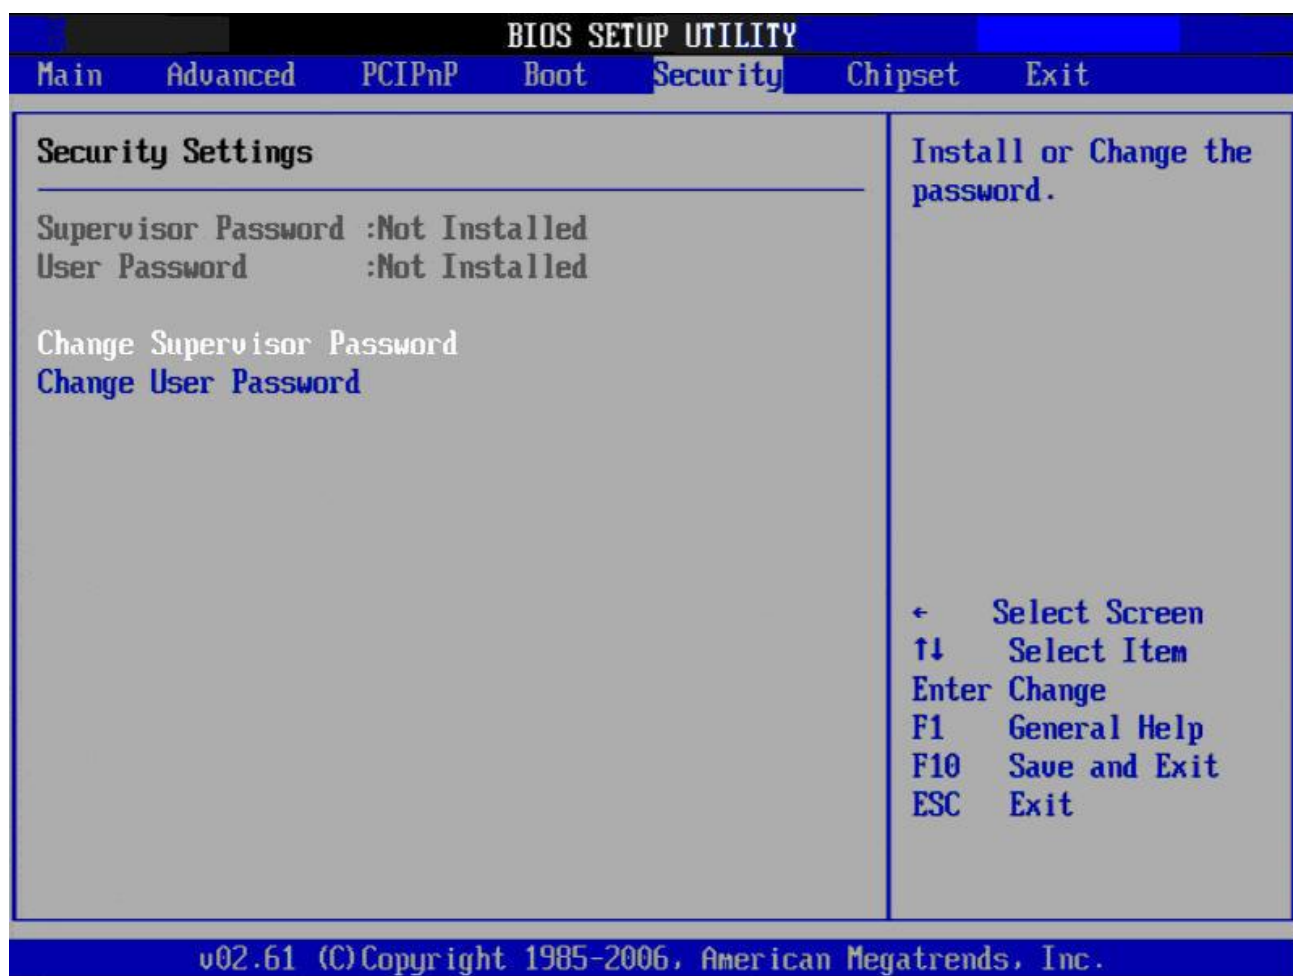 BIOS SETUP UTILITY
Main Advanced PCIPnP Boot Security Chipset Exit
Security Settings
Supervisor Password :Not Installed
User Password :Not Installed
Change Supervisor Password
Change User Password
Install or Change the
password.
← Select Screen
↑↓ Select Item
Enter Change
F1 General Help
F10 Save and Exit
ESC Exit
v02.61 (C)Copyright 1985-2006, American Megatrends, Inc.